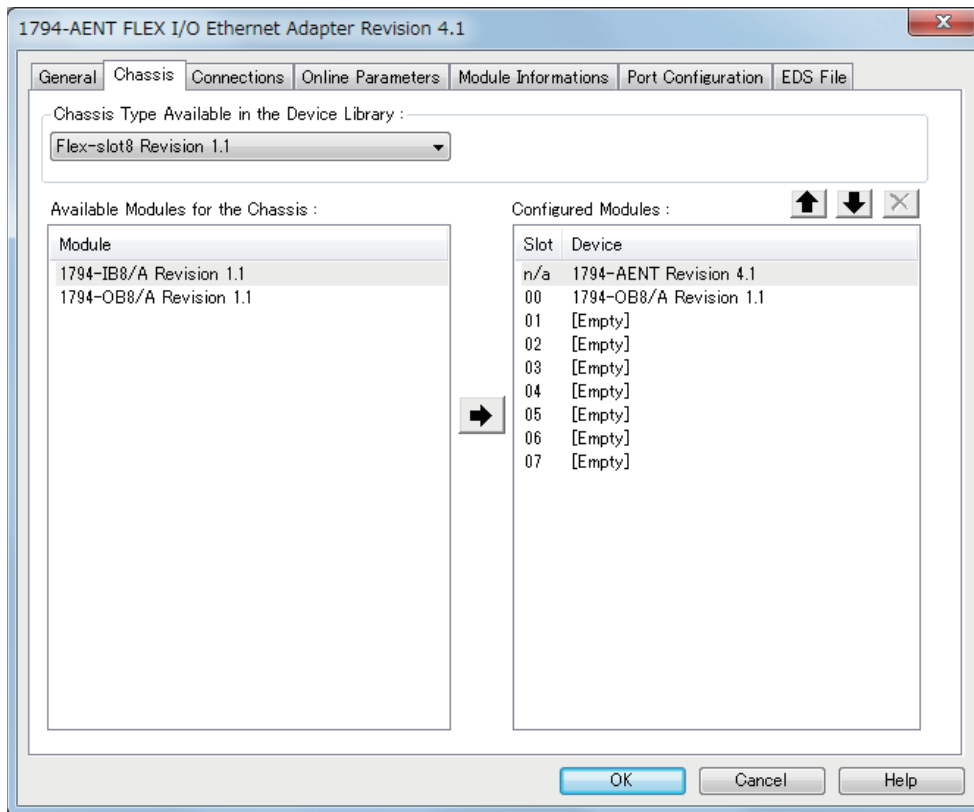 1794-AENT FLEX I/O Ethernet Adapter Revision 4.1
General Chassis Connections Online Parameters Module Informations Port Configuration EDS File
Chassis Type Available in the Device Library :
Flex-slot8 Revision 1.1
Available Modules for the Chassis :
Module
1794-IB8/A Revision 1.1
1794-OB8/A Revision 1.1
Configured Modules :
Slot Device
n/a 1794-AENT Revision 4.1
00 1794-OB8/A Revision 1.1
01 [Empty]
02 [Empty]
03 [Empty]
04 [Empty]
05 [Empty]
06 [Empty]
07 [Empty]
OK Cancel Help